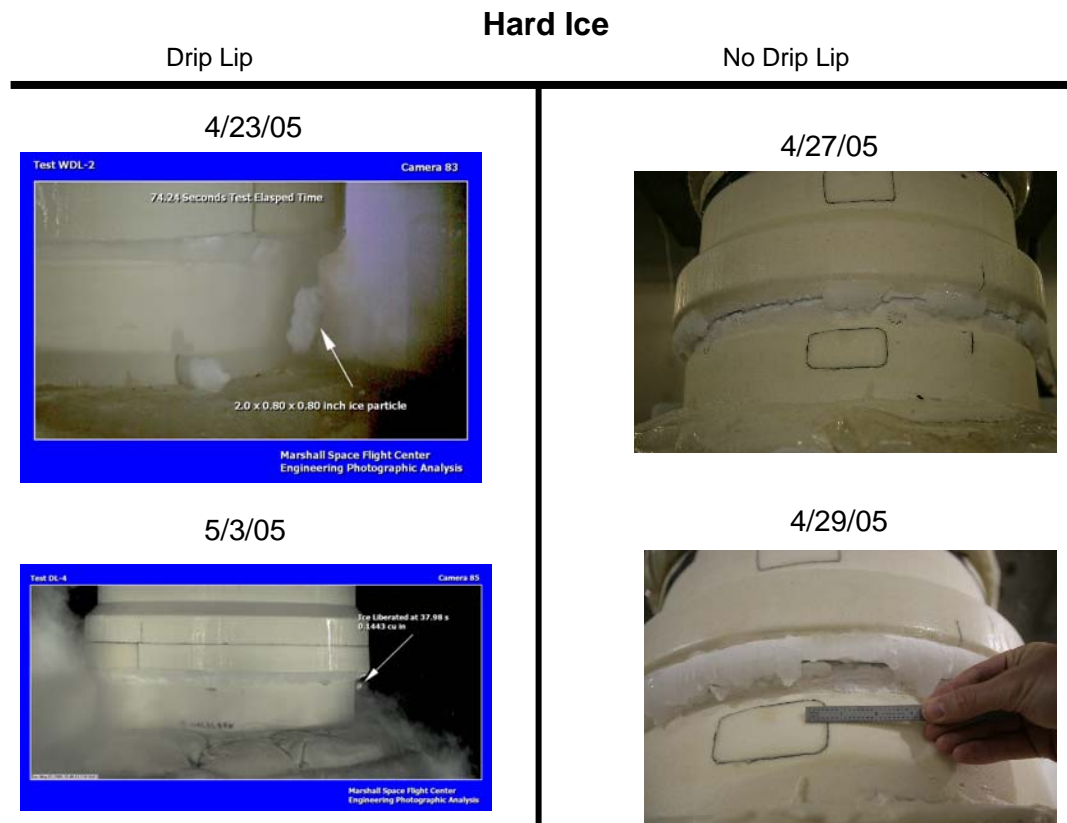 Hard Ice
Drip Lip
No Drip Lip
4/23/05
Test WDL-2
Camera 83
74.24 Seconds Test Elasped Time
2.0 x 0.80 x 0.80 inch ice particle
Marshall Space Flight Center
Engineering Photographic Analysis
5/3/05
Test DL-4
Camera 85
Ice Liberated at 37.98 s
0.1443 cu in
Marshall Space Flight Center
Engineering Photographic Analysis
4/27/05
4/29/05